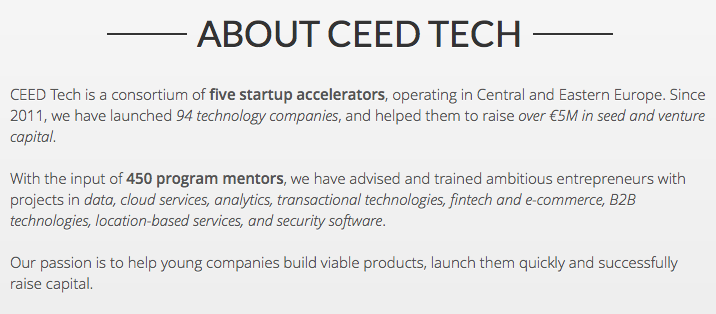 ABOUT CEED TECH
CEED Tech is a consortium of five startup accelerators, operating in Central and Eastern Europe. Since
2011, we have launched 94 technology companies, and helped them to raise over €5M in seed and venture
capital.
With the input of 450 program mentors, we have advised and trained ambitious entrepreneurs with
projects in data, cloud services, analytics, transactional technologies, fintech and e-commerce, B2B
technologies, location-based services, and security software.
Our passion is to help young companies build viable products, launch them quickly and successfully
raise capital.